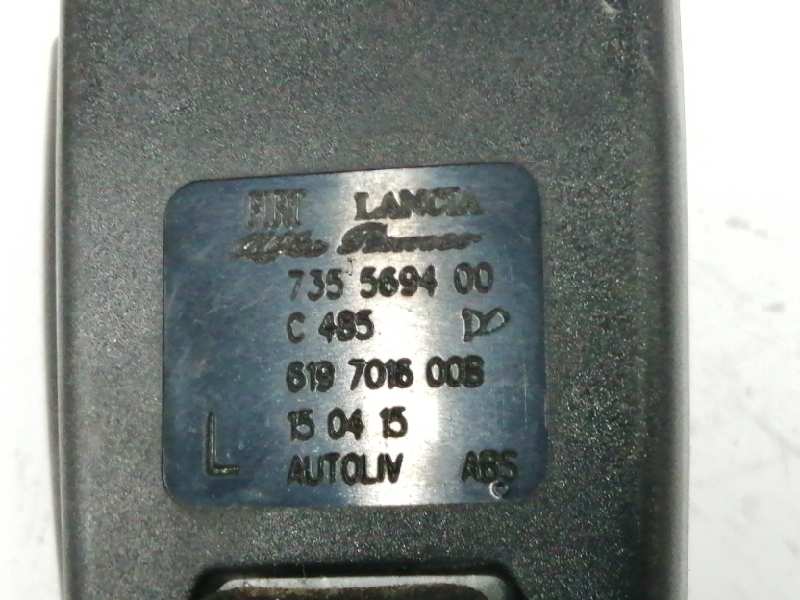 FIAT LANCIA
Alfa Romeo
735 5694 00
C 485
619 7016 00B
15 04 15
L AUTOLIV ABS